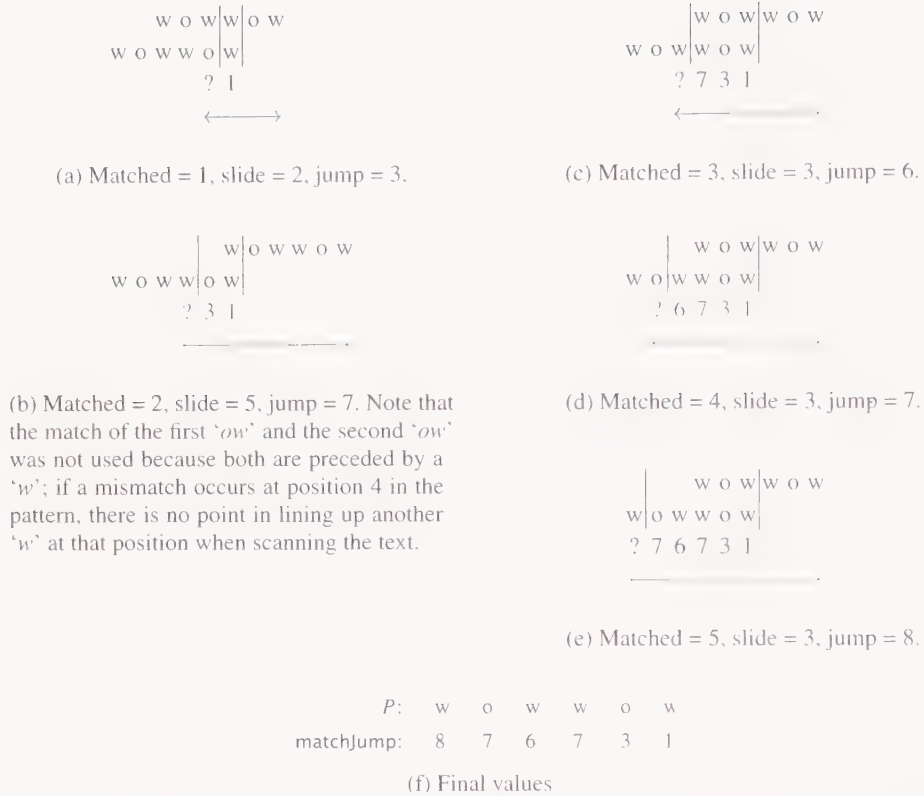 w o w w o w
w o w w o w
? 1
(a) Matched = 1, slide = 2, jump = 3.
w o w w o w
w o w w o w
? 3 1
(b) Matched = 2, slide = 5, jump = 7. Note that
the match of the first ‘ow’ and the second ‘ow’
was not used because both are preceded by a
‘w’; if a mismatch occurs at position 4 in the
pattern, there is no point in lining up another
‘w’ at that position when scanning the text.
w o w w o w
w o w w o w
? 7 3 1
(c) Matched = 3, slide = 3, jump = 6.
w o w w o w
w o w w o w
? 6 7 3 1
(d) Matched = 4, slide = 3, jump = 7.
w o w w o w
w o w w o w
? 7 6 7 3 1
(e) Matched = 5, slide = 3, jump = 8.
P: w o w w o w
matchJump: 8 7 6 7 3 1
(f) Final values